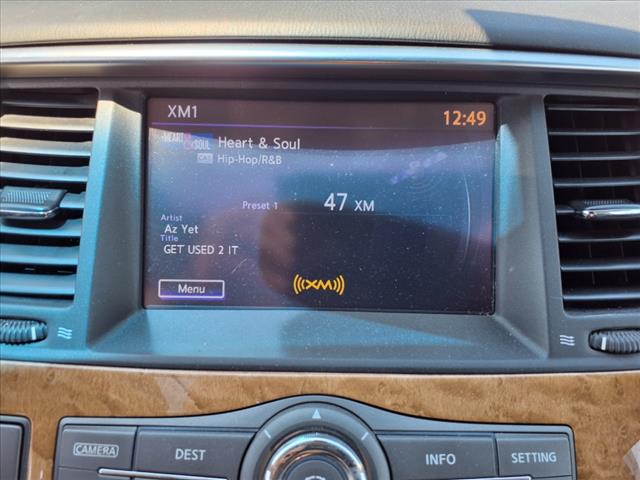 XM1 12:49
HEART & SOUL
Heart & Soul
CAT Hip-Hop/R&B
Preset 1 47 XM
Artist
Az Yet
Title
GET USED 2 IT
Menu
((XM))
CAMERA DEST INFO SETTING